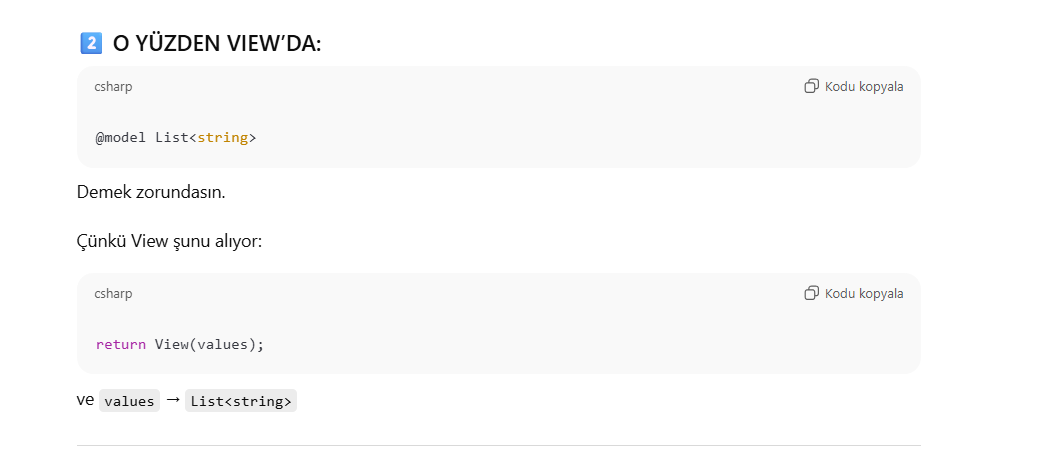 2 O YÜZDEN VIEW’DA:
csharp Kodu kopyala
@model List<string>
Demek zorundasın.
Çünkü View şunu alıyor:
csharp Kodu kopyala
return View(values);
ve values → List<string>